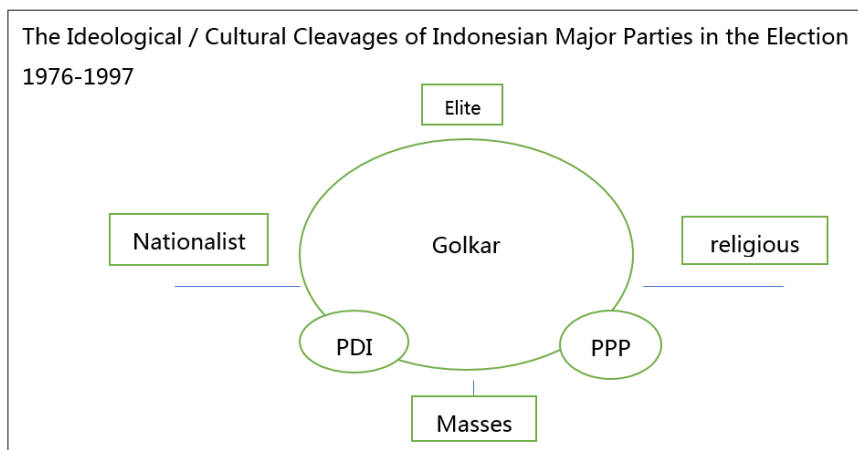 The Ideological / Cultural Cleavages of Indonesian Major Parties in the Election
1976-1997
Elite
Nationalist
Golkar
religious
PDI
PPP
Masses